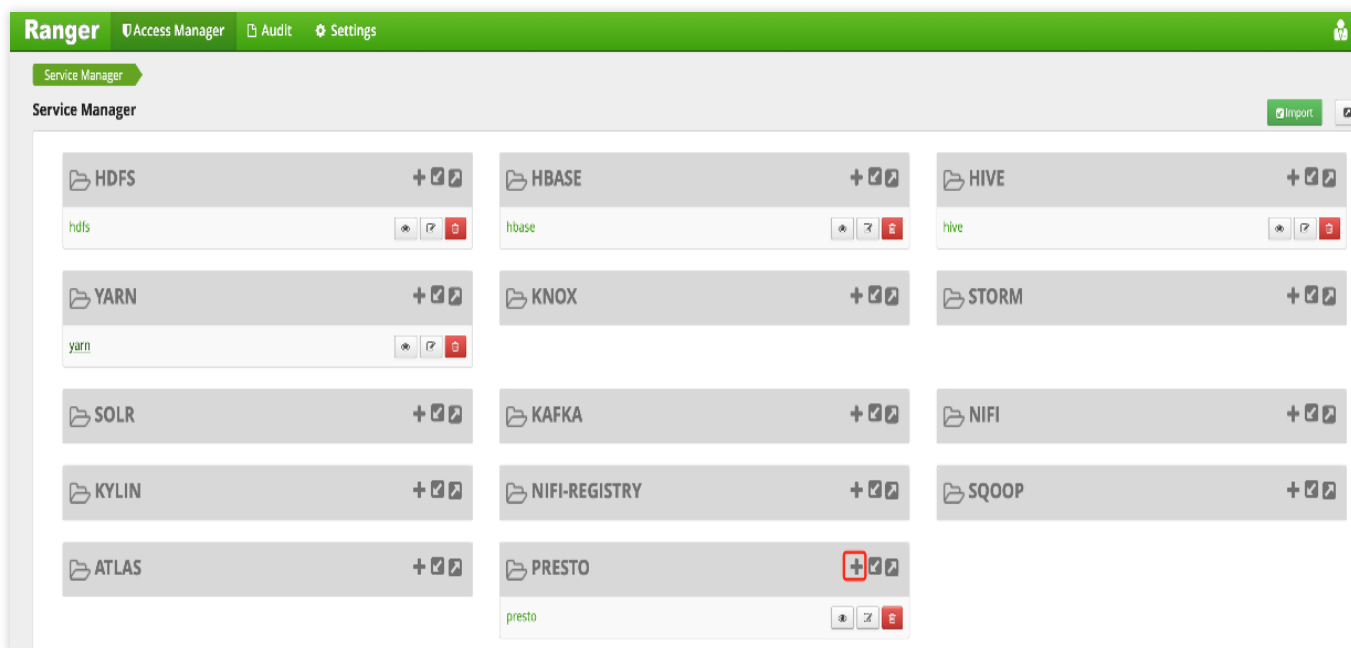 Ranger Access Manager Audit Settings
Service Manager
Service Manager
Import
HDFS HBASE HIVE
hdfs hbase hive
YARN KNOX STORM
yarn
SOLR KAFKA NIFI
KYLIN NIFI-REGISTRY SQOOP
ATLAS PRESTO
presto